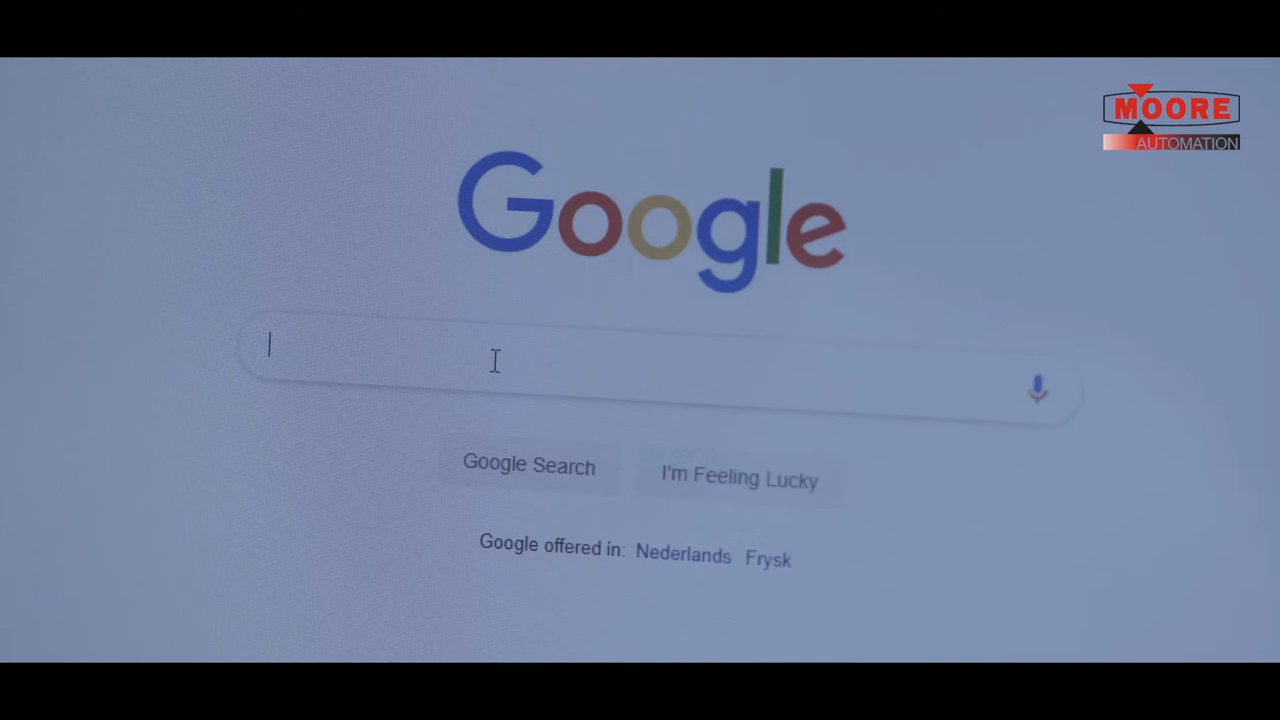 MOORE
AUTOMATION
Google
Google Search I'm Feeling Lucky
Google offered in: Nederlands Frysk